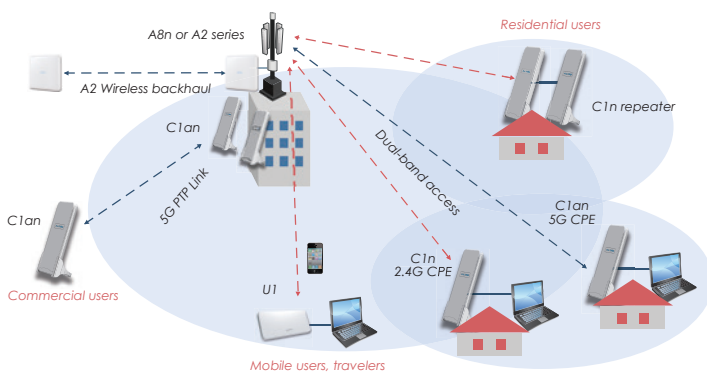 Residential users
A8n or A2 series
A2 Wireless backhaul
C1n repeater
C1an
Dual-band access
5G PTP Link
C1an
5G CPE
C1an
C1n
2.4G CPE
U1
Commercial users
Mobile users, travelers